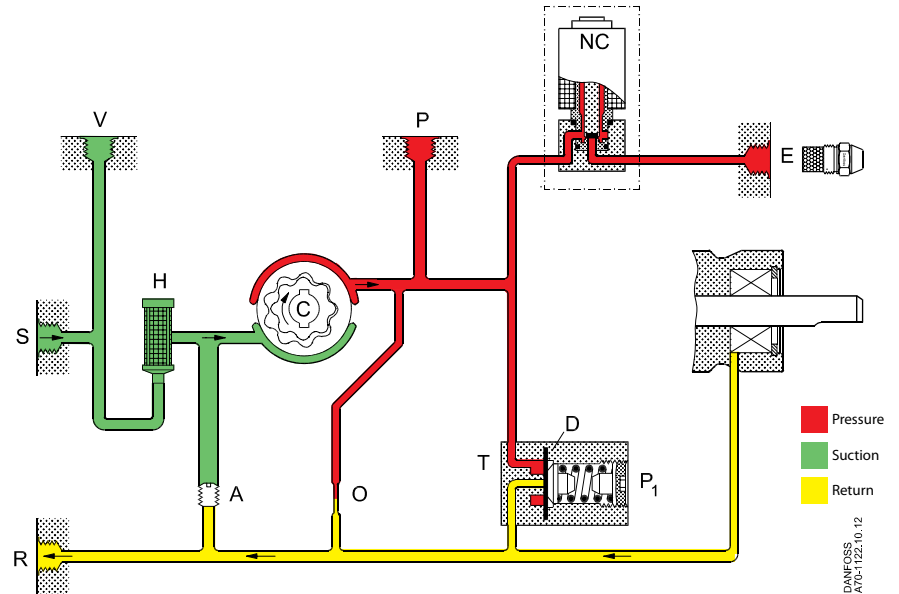 NC
V
P
E
H
C
S
D
T
P1
A
O
R
Pressure
Suction
Return
DANFOSS
A70-1122.10.12